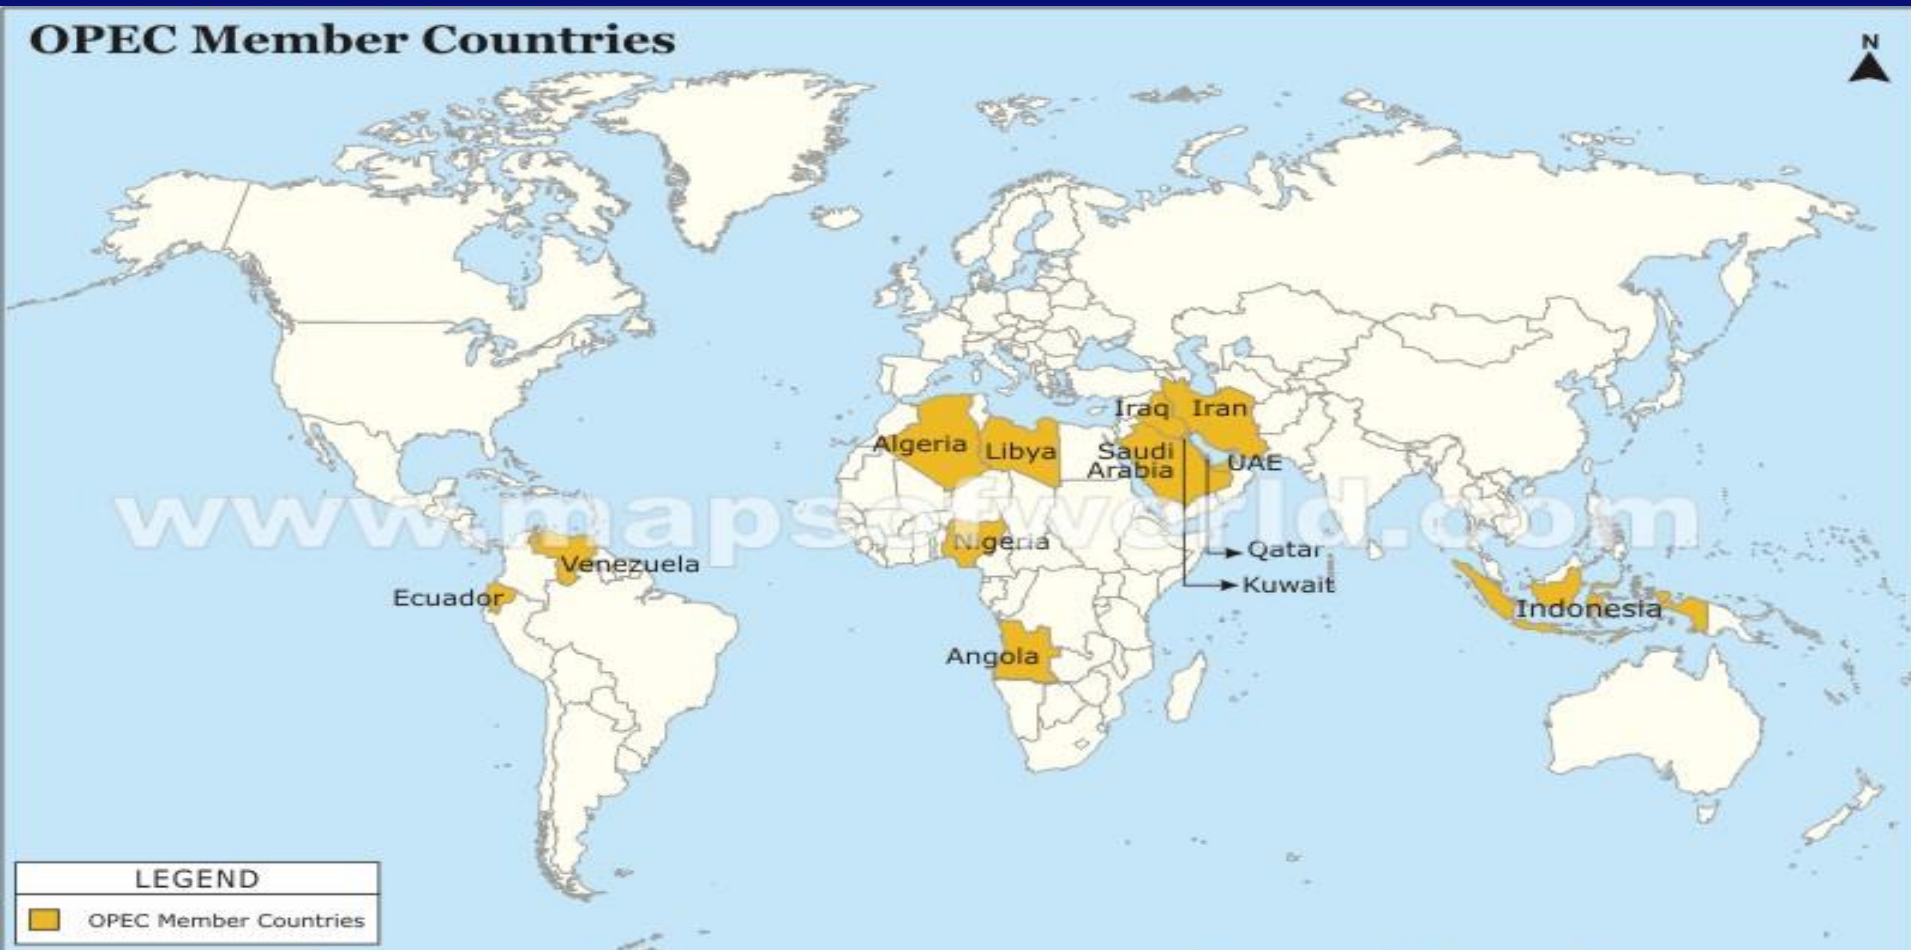 OPEC Member Countries
N
Iraq
Iran
Algeria
Libya
Saudi
Arabia
UAE
www.mapsofworld.com
Nigeria
Qatar
Venezuela
Kuwait
Ecuador
Indonesia
Angola
LEGEND
OPEC Member Countries